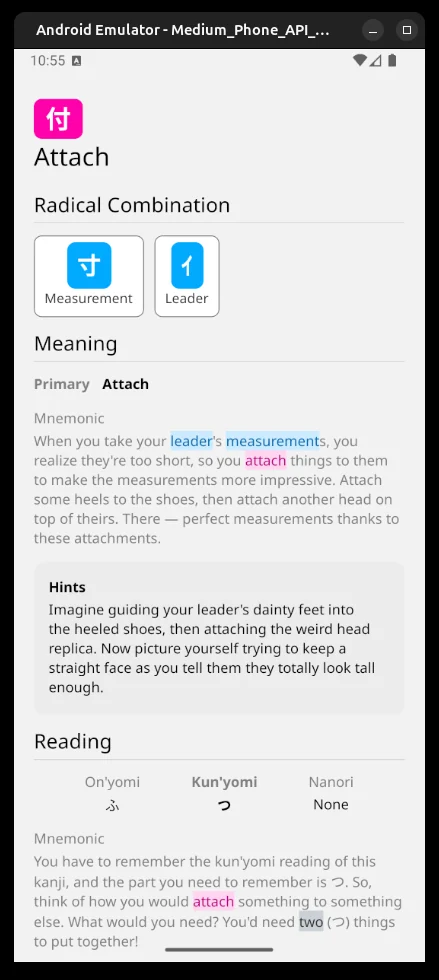 Android Emulator - Medium_Phone_API_...
10:55 A
付
Attach
Radical Combination
寸
Measurement
イ
Leader
Meaning
Primary Attach
Mnemonic
When you take your leader's measurements, you
realize they're too short, so you attach things to them
to make the measurements more impressive. Attach
some heels to the shoes, then attach another head on
top of theirs. There — perfect measurements thanks to
these attachments.
Hints
Imagine guiding your leader's dainty feet into
the heeled shoes, then attaching the weird head
replica. Now picture yourself trying to keep a
straight face as you tell them they totally look tall
enough.
Reading
On'yomi Kun'yomi Nanori
ふ つ None
Mnemonic
You have to remember the kun'yomi reading of this
kanji, and the part you need to remember is つ. So,
think of how you would attach something to something
else. What would you need? You'd need two (つ) things
to put together!